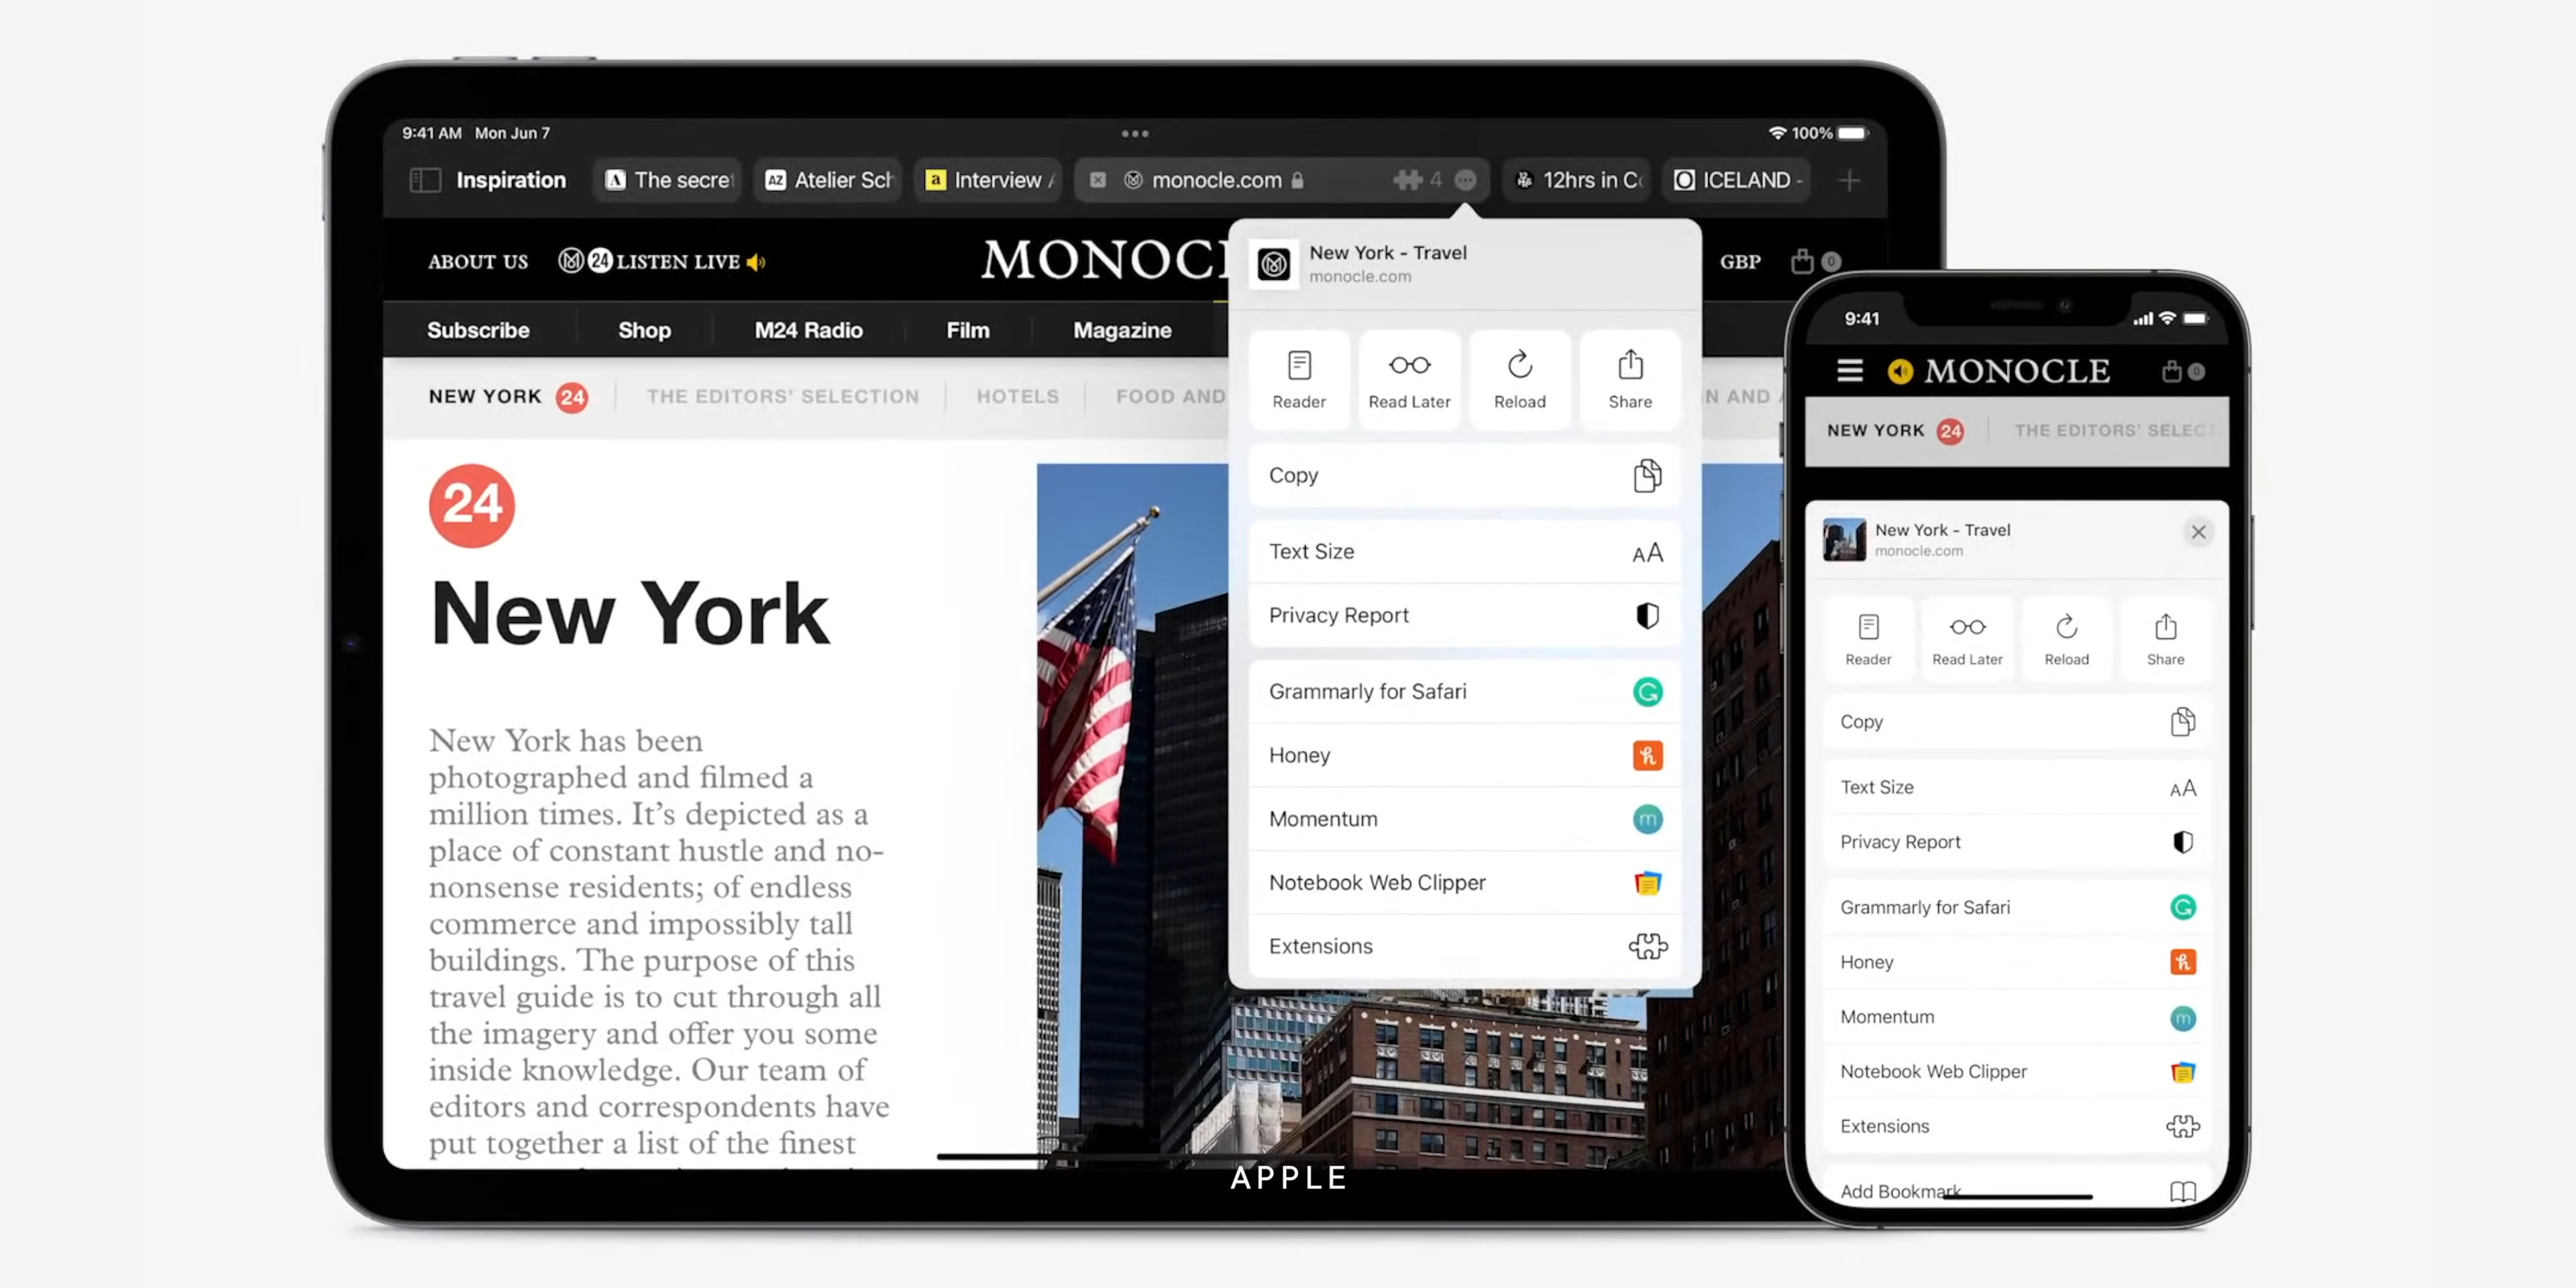 9:41 AM Mon Jun 7
100%
Inspiration
The secre
AZ Atelier Sch
a Interview
monocle.com
4
12hrs in Co
ICELAND -
ABOUT US
24 LISTEN LIVE
MONOCL
GBP
0
Subscribe
Shop
M24 Radio
Film
Magazine
NEW YORK 24
THE EDITORS' SELECTION
HOTELS
FOOD AND
N AND
24
New York
New York has been
photographed and filmed a
million times. It’s depicted as a
place of constant hustle and no-
nonsense residents; of endless
commerce and impossibly tall
buildings. The purpose of this
travel guide is to cut through all
the imagery and offer you some
inside knowledge. Our team of
editors and correspondents have
put together a list of the finest
New York - Travel
monocle.com
Reader
Read Later
Reload
Share
Copy
Text Size AA
Privacy Report
Grammarly for Safari
Honey
Momentum
Notebook Web Clipper
Extensions
APPLE
9:41
MONOCLE
0
NEW YORK 24
THE EDITORS' SELECT
New York - Travel
monocle.com
Reader
Read Later
Reload
Share
Copy
Text Size AA
Privacy Report
Grammarly for Safari
Honey
Momentum
Notebook Web Clipper
Extensions
Add Bookmark